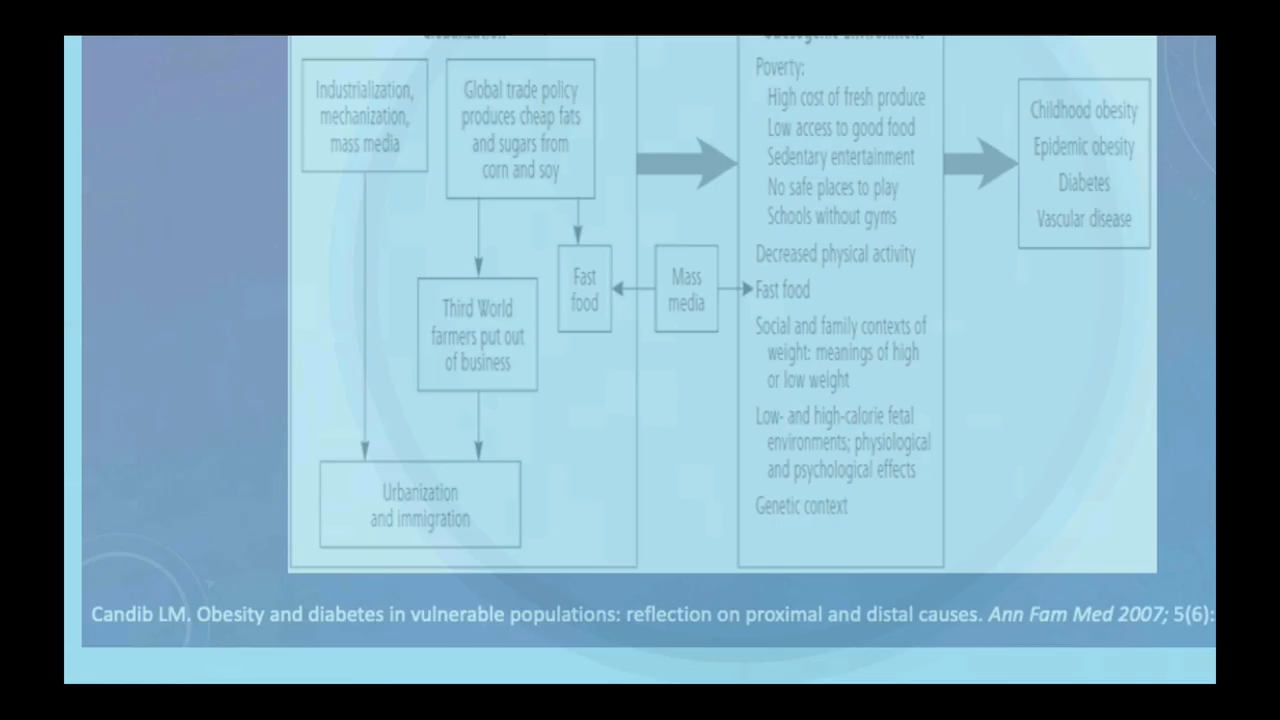 Industrialization,
mechanization,
mass media
Global trade policy
produces cheap fats
and sugars from
corn and soy
Third World
farmers put out
of business
Fast
food
Mass
media
Urbanization
and immigration
Poverty:
High cost of fresh produce
Low access to good food
Sedentary entertainment
No safe places to play
Schools without gyms
Decreased physical activity
Fast food
Social and family contexts of
weight: meanings of high
or low weight
Low- and high-calorie fetal
environments; physiological
and psychological effects
Genetic context
Childhood obesity
Epidemic obesity
Diabetes
Vascular disease
Candib LM. Obesity and diabetes in vulnerable populations: reflection on proximal and distal causes. Ann Fam Med 2007; 5(6):